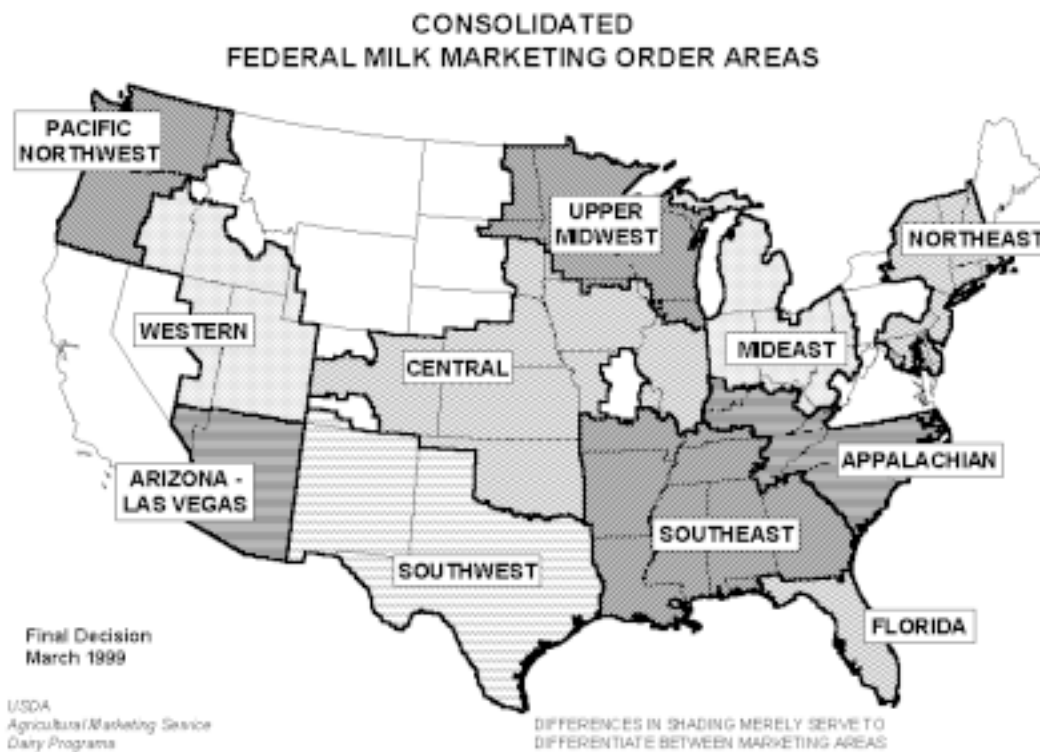 CONSOLIDATED
FEDERAL MILK MARKETING ORDER AREAS
PACIFIC
NORTHWEST
UPPER
MIDWEST
NORTHEAST
WESTERN
CENTRAL
MIDEAST
ARIZONA -
LAS VEGAS
APPALACHIAN
SOUTHEAST
SOUTHWEST
FLORIDA
Final Decision
March 1999
USDA
Agricultural Marketing Service
Dairy Programs
DIFFERENCES IN SHADING MERELY SERVE TO
DIFFERENTIATE BETWEEN MARKETING AREAS